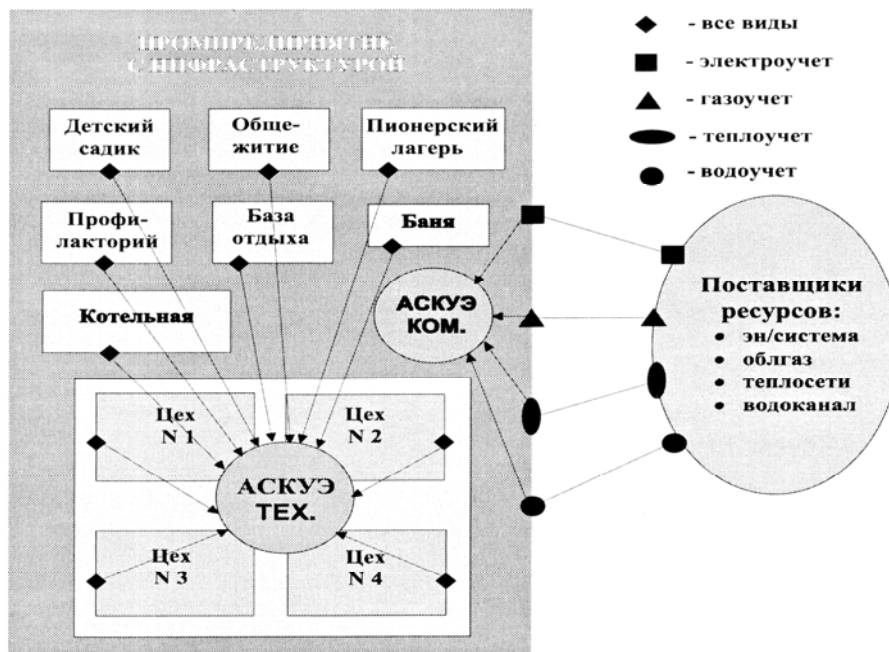 ПРОМПРЕДПРИЯТИЕ
С ИНФРАСТРУКТУРОЙ
Детский
садик
Обще-
житие
Пионерский
лагерь
Профи-
лакторий
База
отдыха
Баня
Котельная
АСКУЭ
КОМ.
Цех
N 1
Цех
N 2
АСКУЭ
ТЕХ.
Цех
N 3
Цех
N 4
- все виды
- электроучет
- газоучет
- теплоучет
- водоучет
Поставщики
ресурсов:
• эн/система
• облгаз
• теплосети
• водоканал